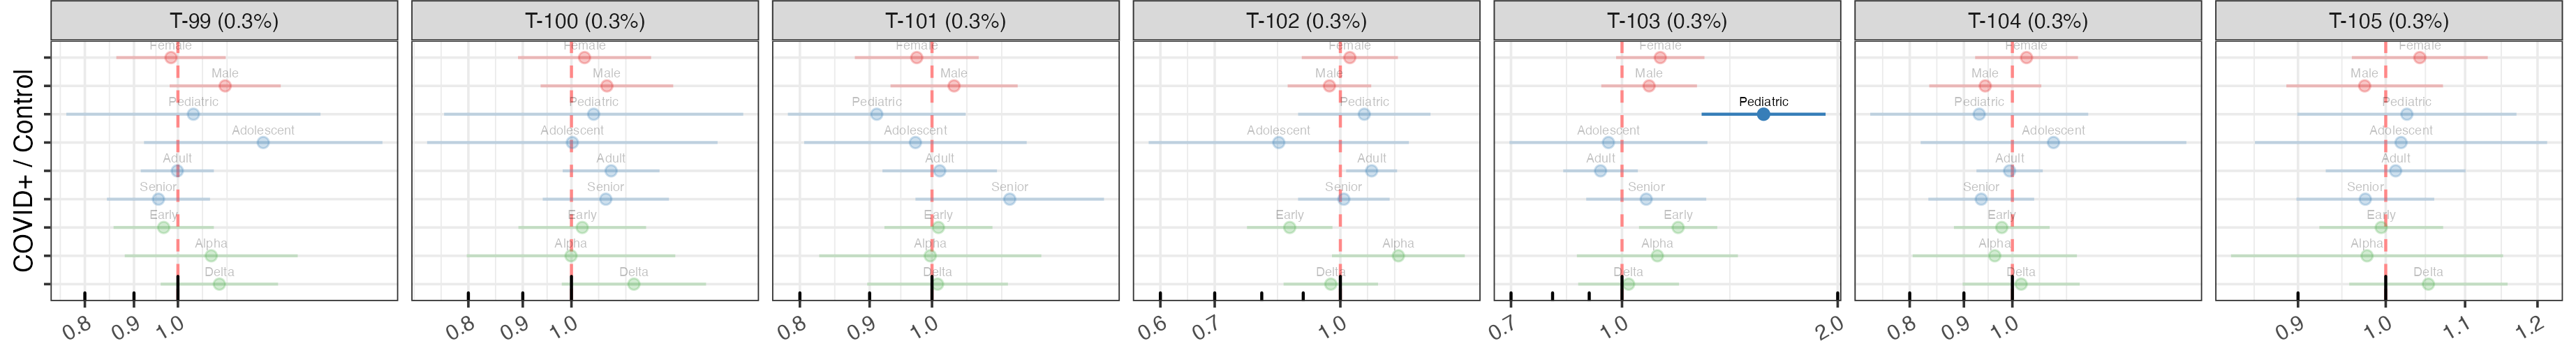 T-99 (0.3%) T-100 (0.3%) T-101 (0.3%) T-102 (0.3%) T-103 (0.3%) T-104 (0.3%) T-105 (0.3%)
COVID+ / Control
Female Female Female Female Female Female Female
Male Male Male Male Male Male Male
Pediatric Pediatric Pediatric Pediatric Pediatric Pediatric Pediatric
Adolescent Adolescent Adolescent Adolescent Adolescent Adolescent Adolescent
Adult Adult Adult Adult Adult Adult Adult
Senior Senior Senior Senior Senior Senior Senior
Early Early Early Early Early Early Early
Alpha Alpha Alpha Alpha Alpha Alpha Alpha
Delta Delta Delta Delta Delta Delta Delta
0.8 0.9 1.0 0.8 0.9 1.0 0.8 0.9 1.0 0.6 0.7 1.0 0.7 1.0 2.0 0.8 0.9 1.0 0.9 1.0 1.1 1.2